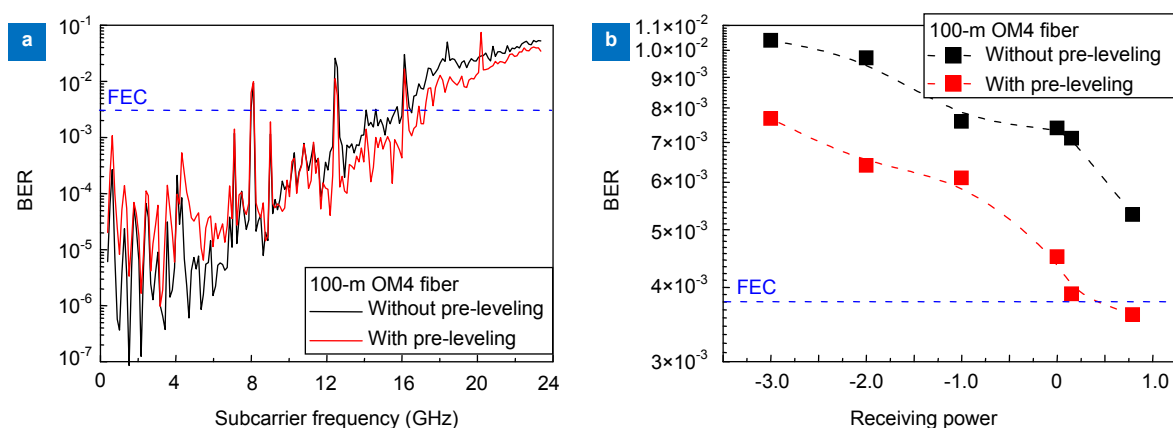 a
10⁻¹
10⁻²
10⁻³
10⁻⁴
10⁻⁵
10⁻⁶
10⁻⁷
BER
FEC
100-m OM4 fiber
Without pre-leveling
With pre-leveling
0 4 8 12 16 20 24
Subcarrier frequency (GHz)
b
1.1×10⁻²
1.0×10⁻²
9×10⁻³
8×10⁻³
7×10⁻³
6×10⁻³
5×10⁻³
4×10⁻³
3×10⁻³
BER
100-m OM4 fiber
Without pre-leveling
With pre-leveling
FEC
-3.0 -2.0 -1.0 0 1.0
Receiving power